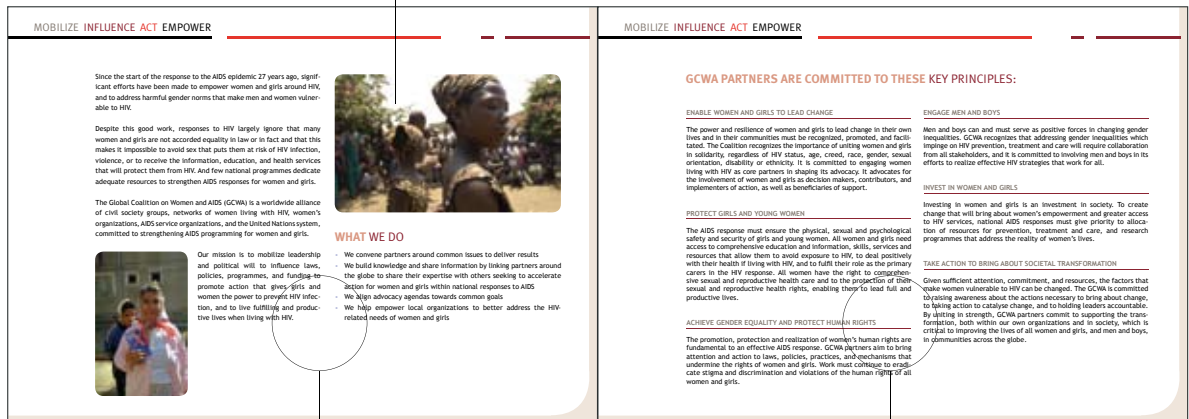 MOBILIZE INFLUENCE ACT EMPOWER
Since the start of the response to the AIDS epidemic 27 years ago, signif-
icant efforts have been made to empower women and girls around HIV,
and to address harmful gender norms that make men and women vulner-
able to HIV.
Despite this good work, responses to HIV largely ignore that many
women and girls are not accorded equality in law or in fact and that this
makes it impossible to avoid sex that puts them at risk of HIV infection,
violence, or to receive the information, education, and health services
that will protect them from HIV. And few national programmes dedicate
adequate resources to strengthen AIDS responses for women and girls.
The Global Coalition on Women and AIDS (GCWA) is a worldwide alliance
of civil society groups, networks of women living with HIV, women's
organizations, AIDS service organizations, and the United Nations system,
committed to strengthening AIDS programming for women and girls.
Our mission is to mobilize leadership
and political will to influence laws,
policies, programmes, and funding to
promote action that gives girls and
women the power to prevent HIV infec-
tion, and to live fulfilling and produc-
tive lives when living with HIV.
WHAT WE DO
· We convene partners around common issues to deliver results
· We build knowledge and share information by linking partners around
the globe to share their expertise with others seeking to accelerate
action for women and girls within national responses to AIDS
· We align advocacy agendas towards common goals
· We help empower local organizations to better address the HIV-
related needs of women and girls
MOBILIZE INFLUENCE ACT EMPOWER
GCWA PARTNERS ARE COMMITTED TO THESE KEY PRINCIPLES:
ENABLE WOMEN AND GIRLS TO LEAD CHANGE
The power and resilience of women and girls to lead change in their own
lives and in their communities must be recognized, promoted, and facili-
tated. The Coalition recognizes the importance of uniting women and girls
in solidarity, regardless of HIV status, age, creed, race, gender, sexual
orientation, disability or ethnicity. It is committed to engaging women
living with HIV as core partners in shaping its advocacy. It advocates for
the involvement of women and girls as decision makers, contributors, and
implementers of action, as well as beneficiaries of support.
PROTECT GIRLS AND YOUNG WOMEN
The AIDS response must ensure the physical, sexual and psychological
safety and security of girls and young women. All women and girls need
access to comprehensive education and information, skills, services and
resources that allow them to avoid exposure to HIV, to deal positively
with their health if living with HIV, and to fulfil their role as the primary
carers in the HIV response. All women have the right to comprehen-
sive sexual and reproductive health care and to the protection of their
sexual and reproductive health rights, enabling them to lead full and
productive lives.
ACHIEVE GENDER EQUALITY AND PROTECT HUMAN RIGHTS
The promotion, protection and realization of women's human rights are
fundamental to an effective AIDS response. GCWA partners aim to bring
attention and action to laws, policies, practices, and mechanisms that
undermine the rights of women and girls. Work must continue to eradi-
cate stigma and discrimination and violations of the human rights of all
women and girls.
ENGAGE MEN AND BOYS
Men and boys can and must serve as positive forces in changing gender
inequalities. GCWA recognizes that addressing gender inequalities which
impinge on HIV prevention, treatment and care will require collaboration
from all stakeholders, and it is committed to involving men and boys in its
efforts to realize effective HIV strategies that work for all.
INVEST IN WOMEN AND GIRLS
Investing in women and girls is an investment in society. To create
change that will bring about women's empowerment and greater access
to HIV services, national AIDS responses must give priority to alloca-
tion of resources for prevention, treatment and care, and research
programmes that address the reality of women's lives.
TAKE ACTION TO BRING ABOUT SOCIETAL TRANSFORMATION
Given sufficient attention, commitment, and resources, the factors that
make women vulnerable to HIV can be changed. The GCWA is committed
to raising awareness about the actions necessary to bring about change,
to taking action to catalyse change, and to holding leaders accountable.
By uniting in strength, GCWA partners commit to supporting the trans-
formation, both within our own organizations and in society, which is
critical to improving the lives of all women and girls, and men and boys,
in communities across the globe.